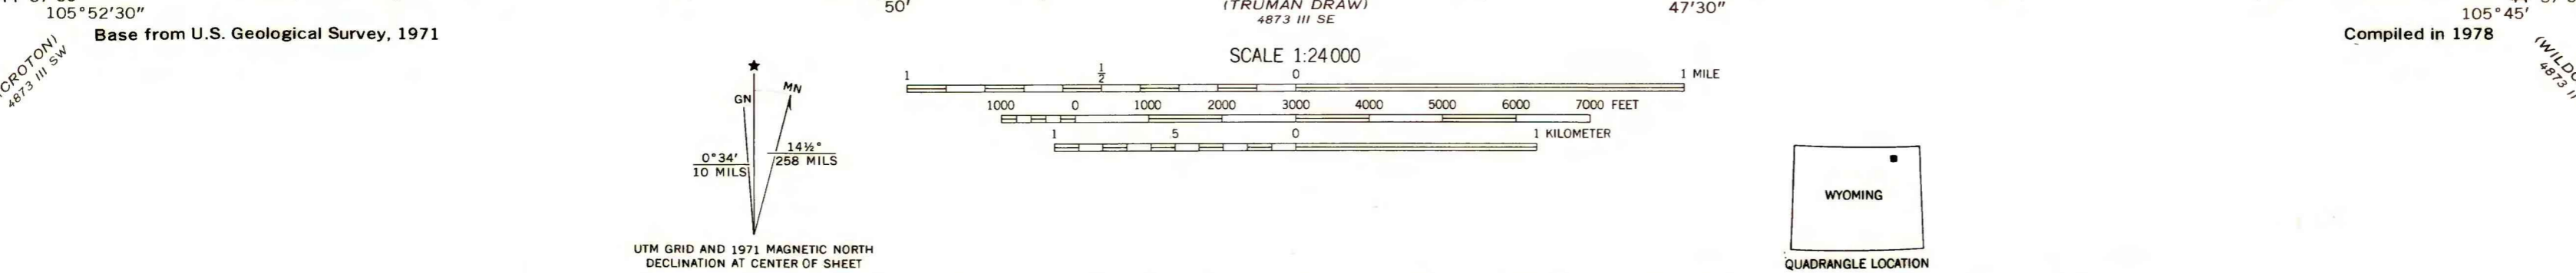 105°52'30"
50'
(TRUMAN DRAW)
4873 III SE
47'30"
105°45'
CROTON)
4873 III SW
Base from U.S. Geological Survey, 1971
Compiled in 1978
SCALE 1:24 000
1 ½ 0 1 MILE
1000 0 1000 2000 3000 4000 5000 6000 7000 FEET
1 5 0 1 KILOMETER
GN
MN
0°34'
10 MILS
14½°
258 MILS
UTM GRID AND 1971 MAGNETIC NORTH
DECLINATION AT CENTER OF SHEET
WYOMING
QUADRANGLE LOCATION